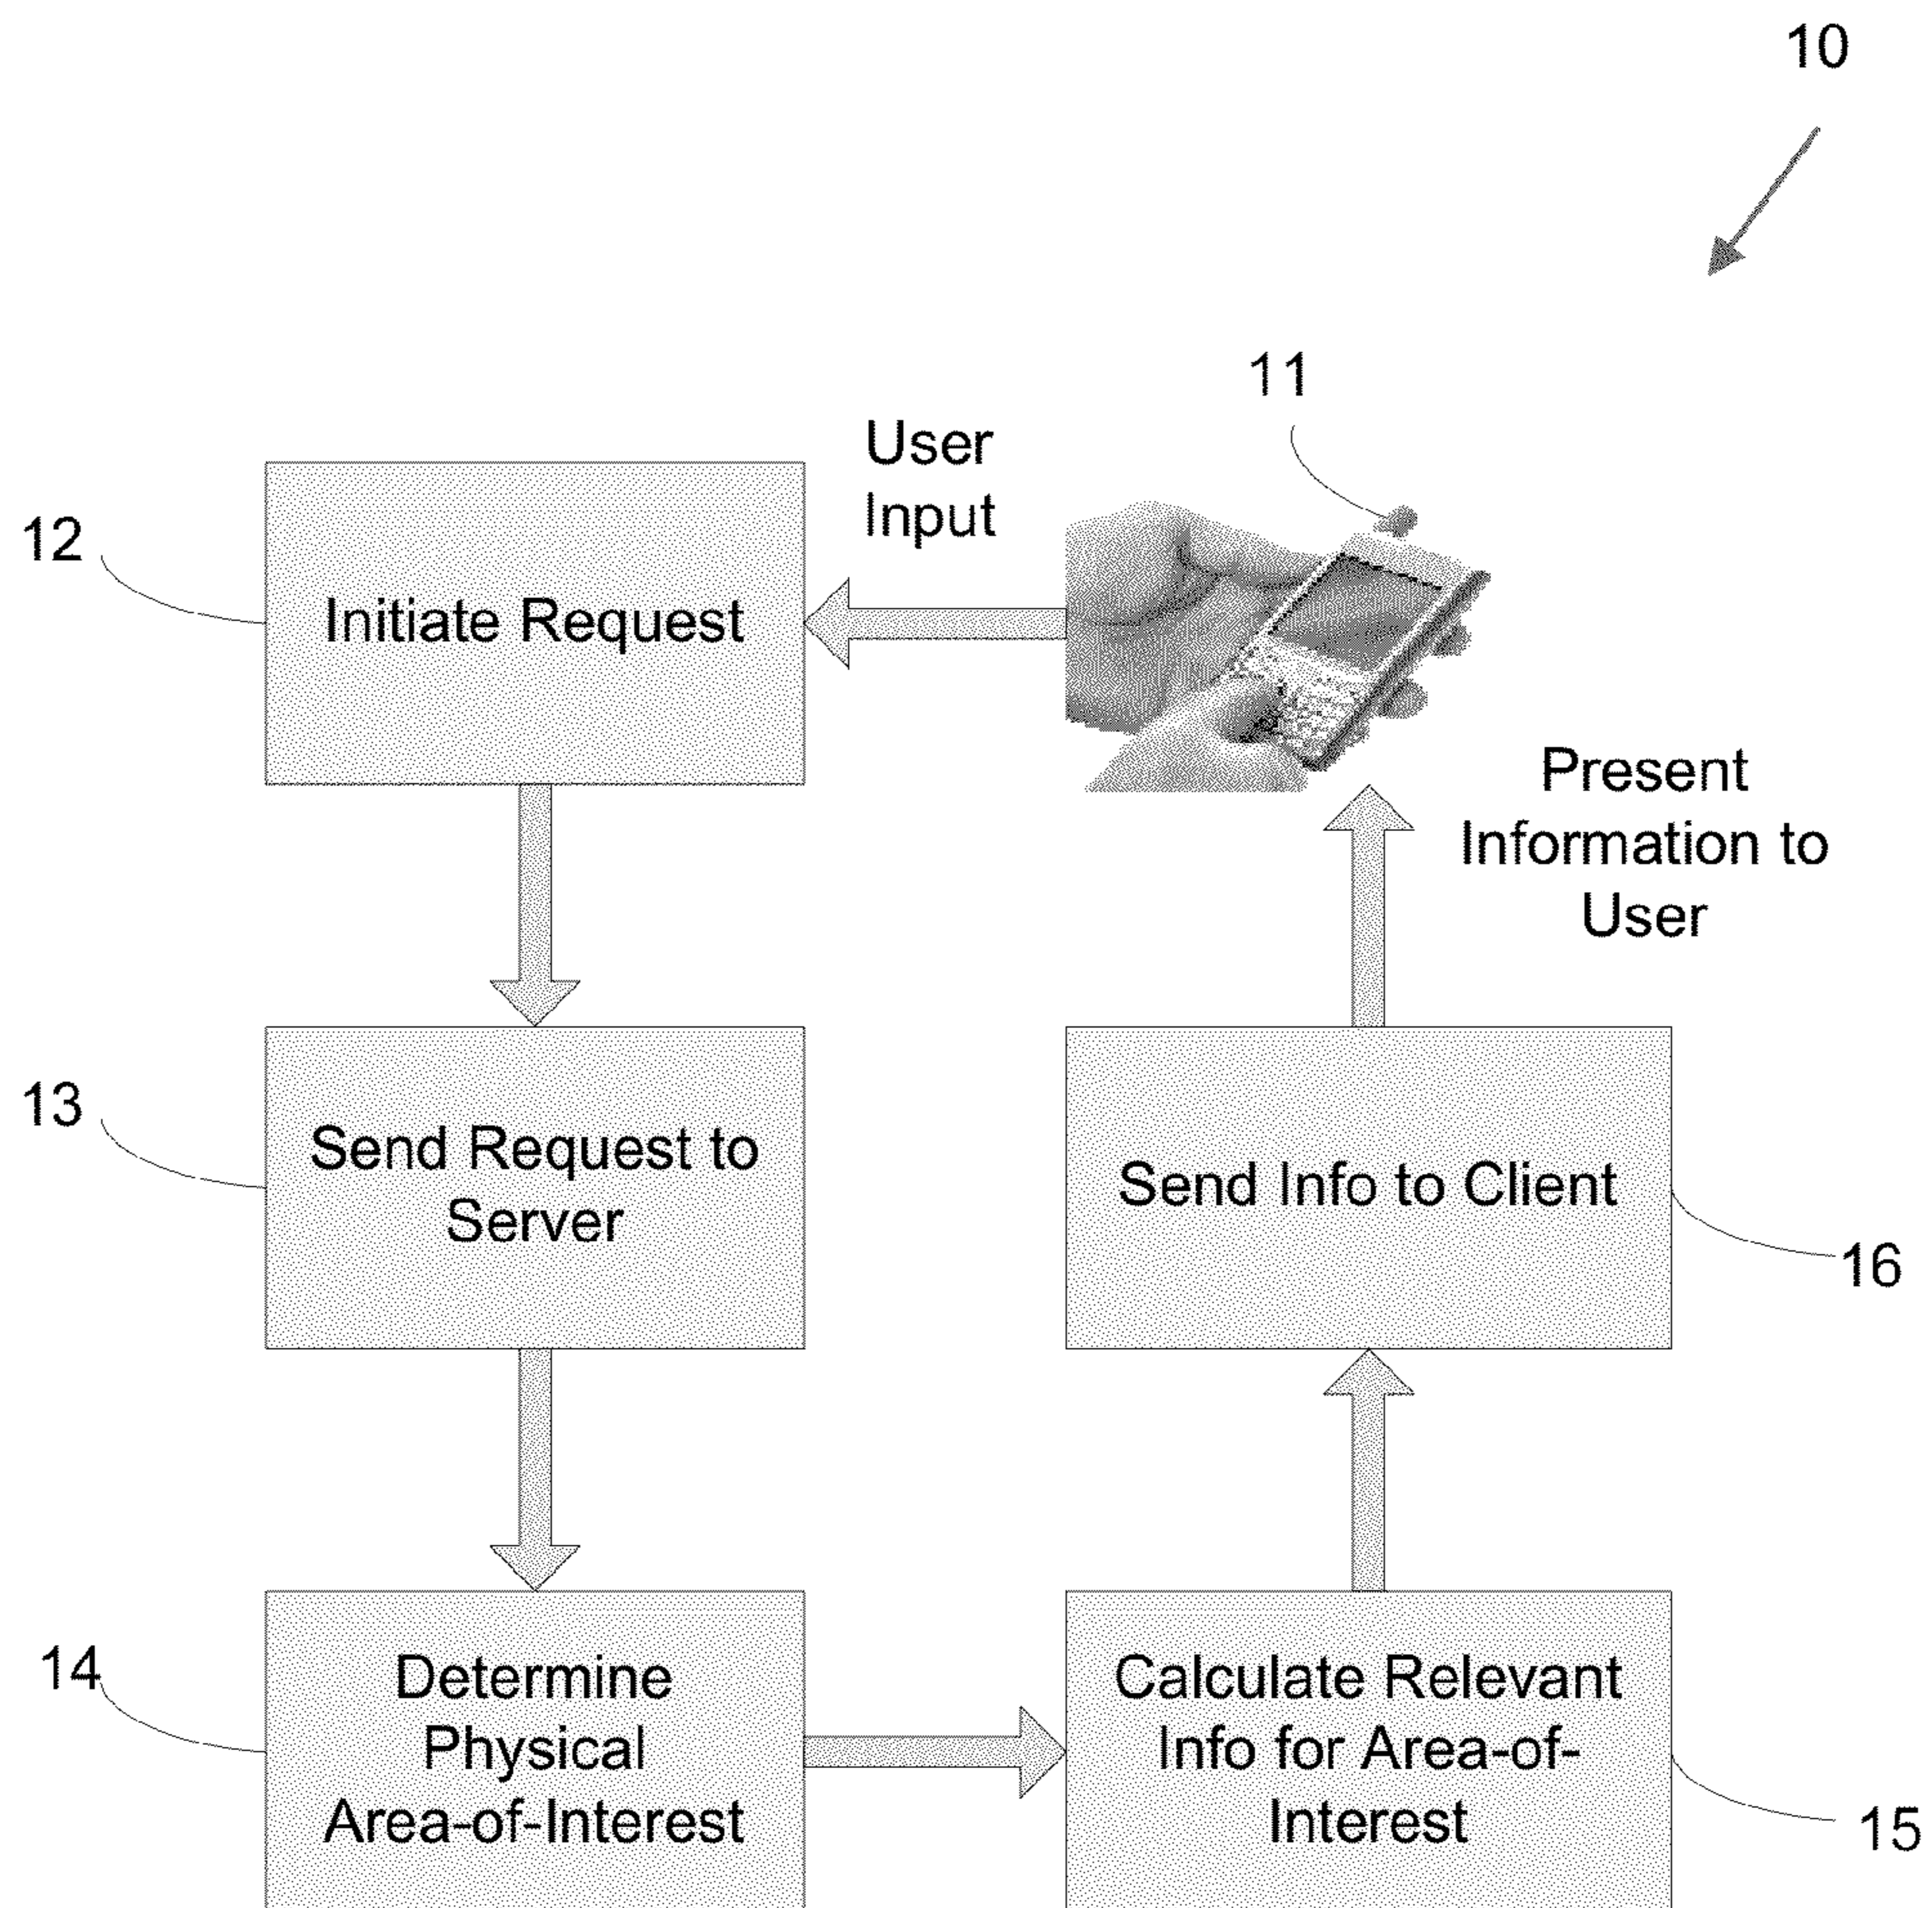 10
11
User
Input
12
Initiate Request
Present
Information to
User
13
Send Request to
Server
Send Info to Client
16
14
Determine
Physical
Area-of-Interest
Calculate Relevant
Info for Area-of-
Interest
15